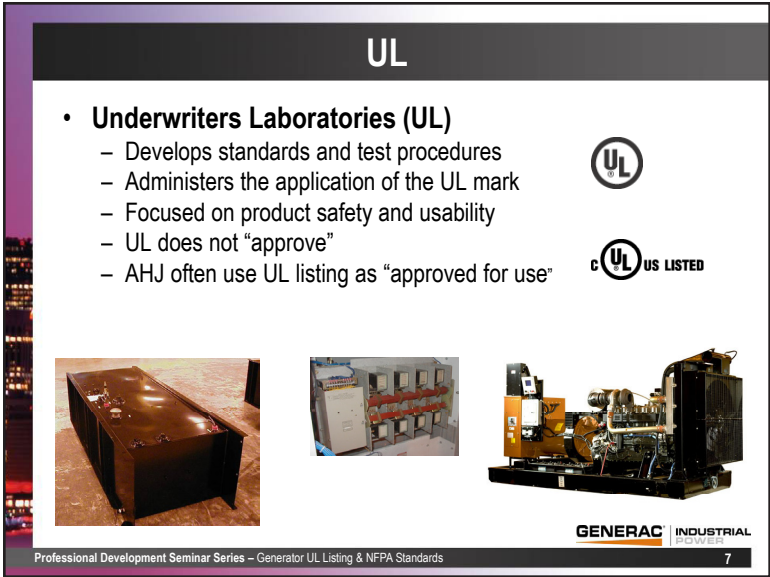 UL
• Underwriters Laboratories (UL)
– Develops standards and test procedures
– Administers the application of the UL mark
– Focused on product safety and usability
– UL does not “approve”
– AHJ often use UL listing as “approved for use”
UL ®
C UL ® US LISTED
GENERAC® | INDUSTRIAL
POWER
Professional Development Seminar Series – Generator UL Listing & NFPA Standards
7